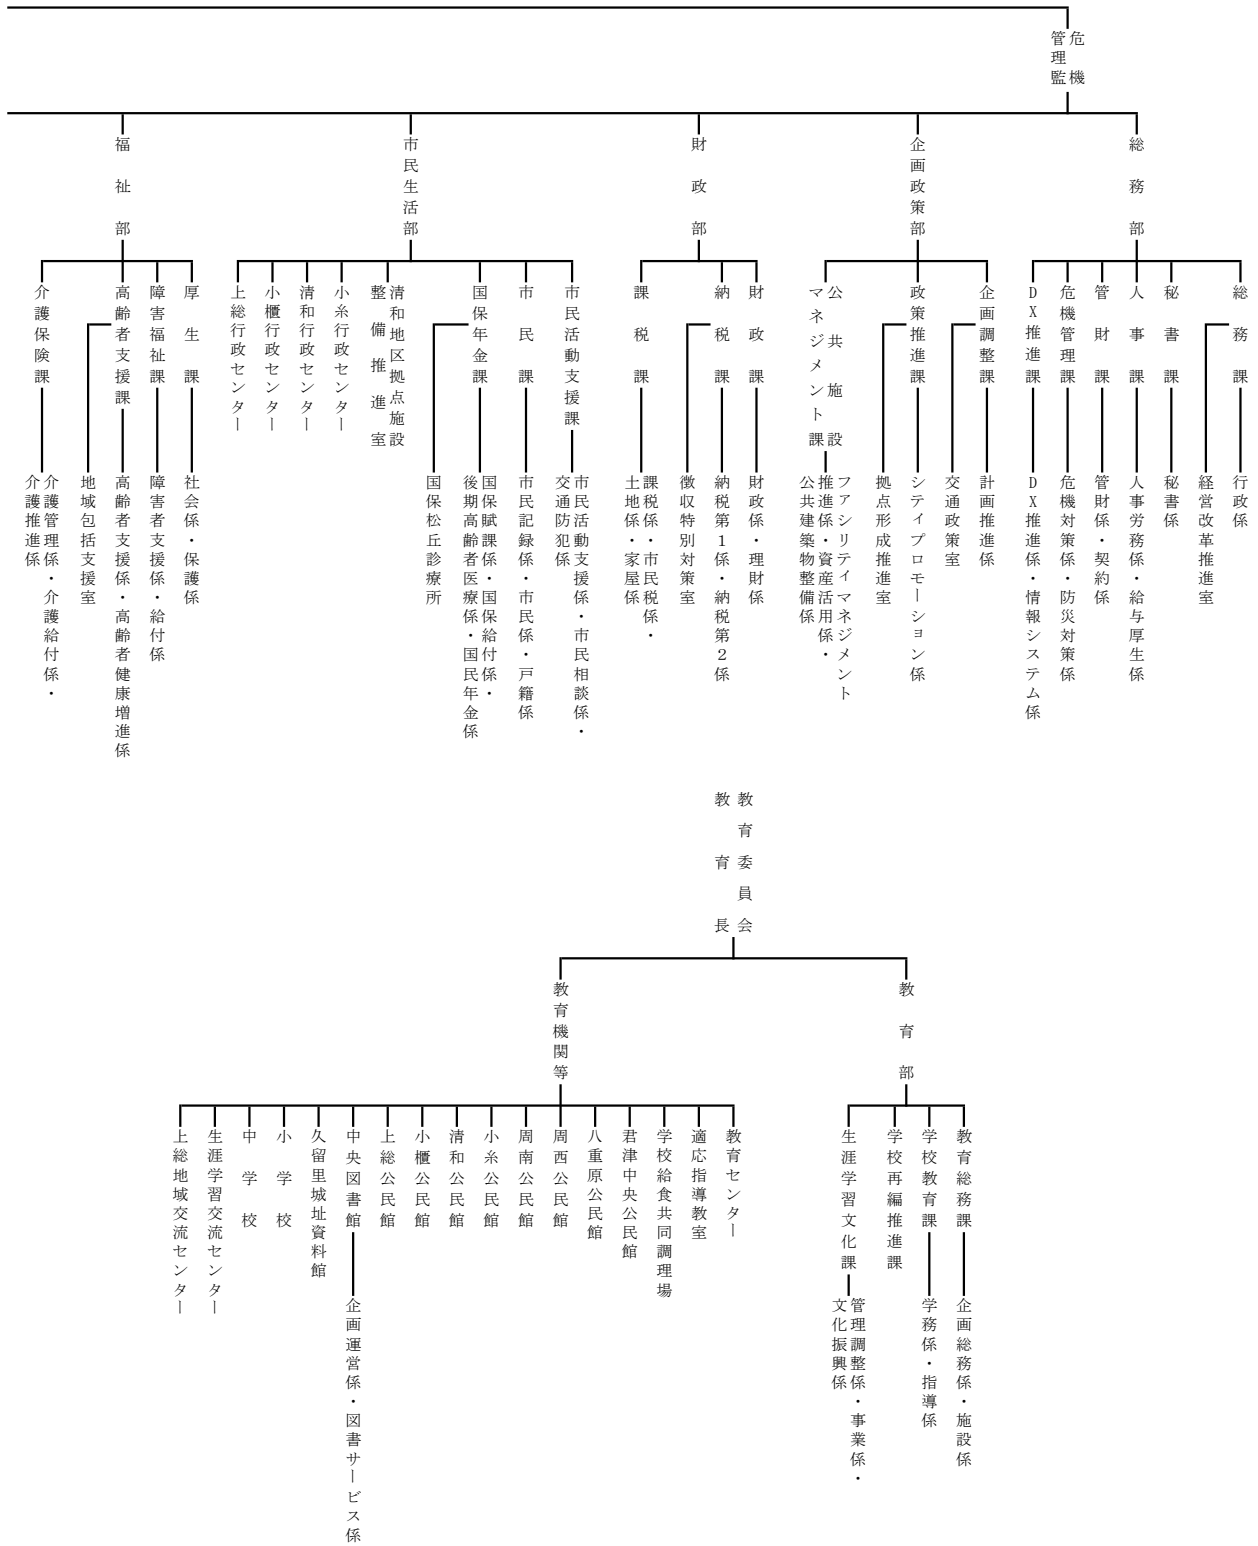 危機
管理監
総務部
企画政策部
財政部
市民生活部
福祉部
総務課
秘書課
人事課
管財課
危機管理課
DX推進課
企画調整課
政策推進課
公共施設
マネジメント課
財政課
納税課
課税課
市民活動支援課
市民課
国保年金課
清和地区拠点施設
整備推進室
小糸行政センター
清和行政センター
小櫃行政センター
上総行政センター
厚生課
障害福祉課
高齢者支援課
介護保険課
行政係
経営改革推進室
秘書係
人事労務係・給与厚生係
管財係・契約係
危機対策係・防災対策係
DX推進係・情報システム係
計画推進係
交通政策室
シティプロモーション係
拠点形成推進室
ファシリティマネジメント
推進係・資産活用係・
公共建築物整備係
財政係・理財係
納税第1係・納税第2係
徴収特別対策室
課税係・市民税係・
土地係・家屋係
市民活動支援係・市民相談係・
交通防犯係
市民記録係・市民係・戸籍係
国保賦課係・国保給付係・
後期高齢者医療係・国民年金係
国保松丘診療所
社会係・保護係
障害者支援係・給付係
高齢者支援係・高齢者健康増進係
地域包括支援室
介護管理係・介護給付係・
介護推進係
教育委員会
教育長
教育部
教育機関等
教育総務課
学校教育課
学校再編推進課
生涯学習文化課
教育センター
適応指導教室
学校給食共同調理場
君津中央公民館
八重原公民館
周西公民館
周南公民館
小糸公民館
清和公民館
小櫃公民館
上総公民館
中央図書館
久留里城址資料館
小学校
中学校
生涯学習交流センター
上総地域交流センター
企画総務係・施設係
学務係・指導係
管理調整係・事業係・
文化振興係
企画運営係・図書サービス係